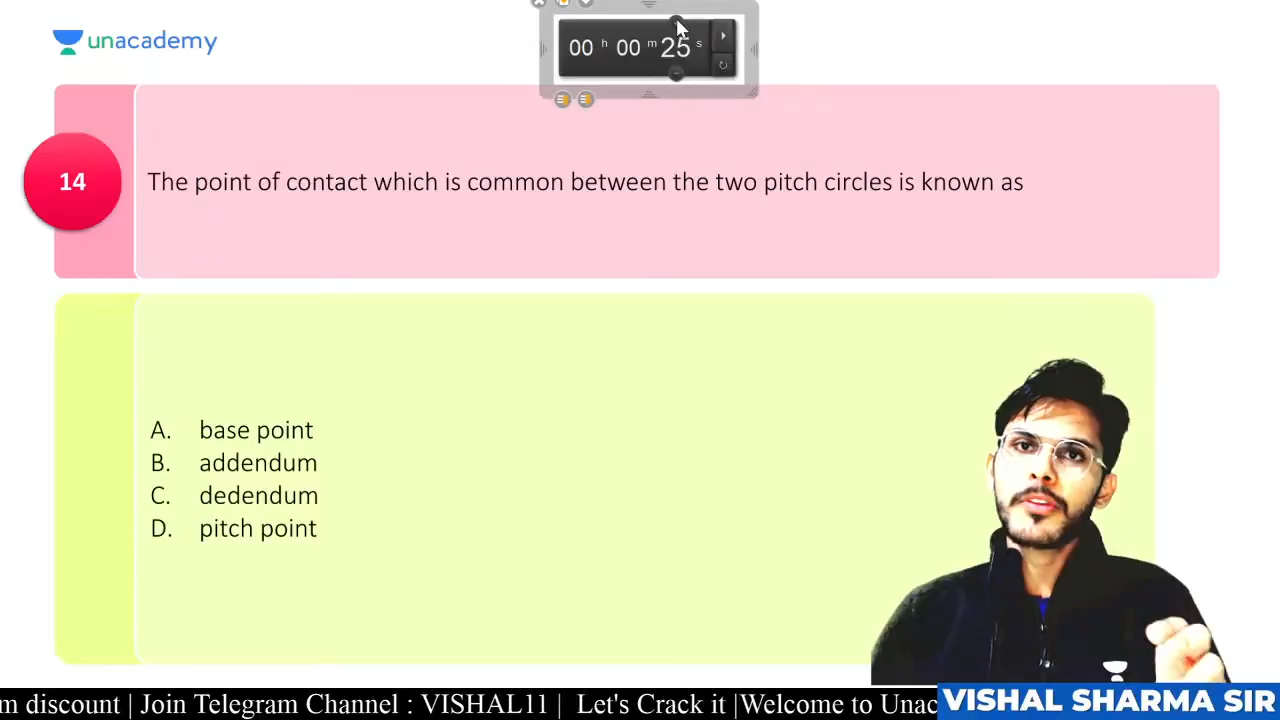 unacademy
00 h 00 m 25 s
14
The point of contact which is common between the two pitch circles is known as
A. base point
B. addendum
C. dedendum
D. pitch point
m discount | Join Telegram Channel : VISHAL11 | Let's Crack it |Welcome to Unac
VISHAL SHARMA SIR